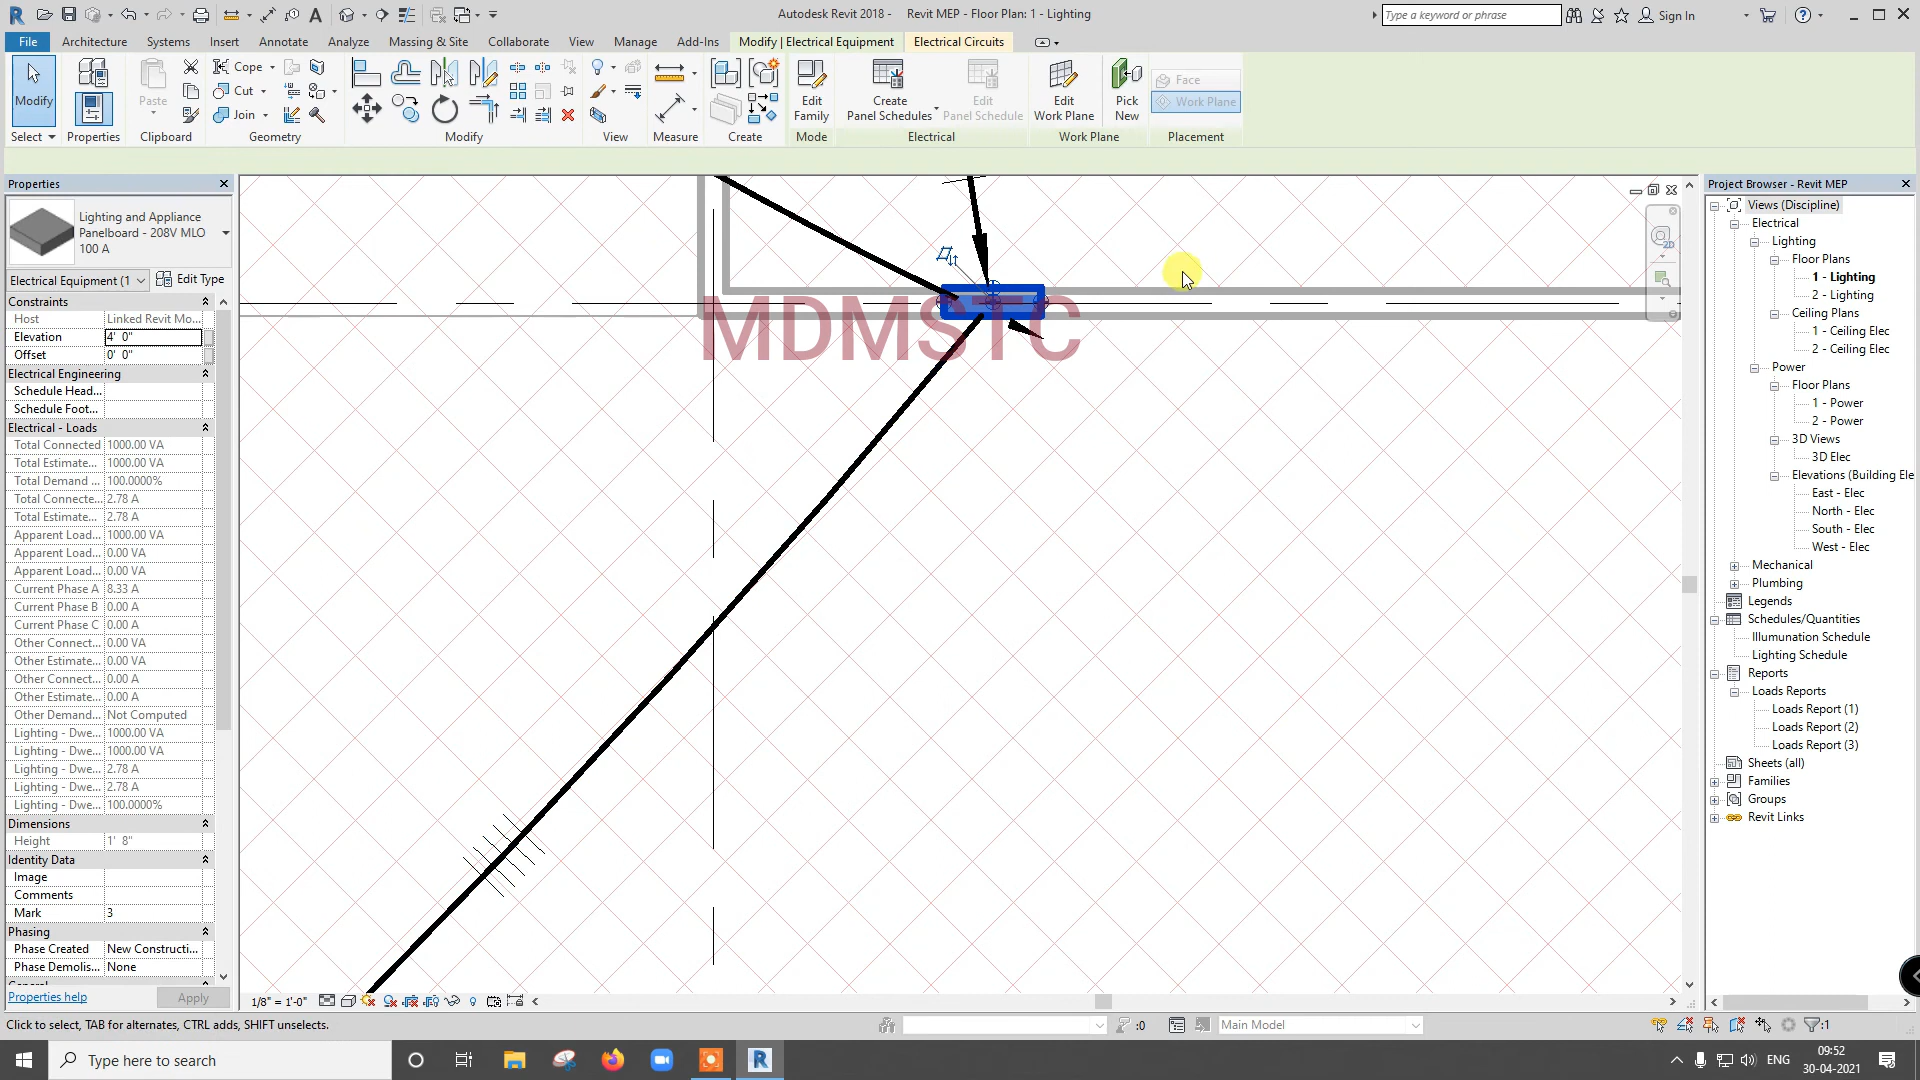 Autodesk Revit 2018 - Revit MEP - Floor Plan: 1 - Lighting
Type a keyword or phrase
Sign In
File Architecture Systems Insert Annotate Analyze Massing & Site Collaborate View Manage Add-Ins Modify | Electrical Equipment Electrical Circuits
Modify
Paste
Cope
Cut
Join
Edit Family
Create Panel Schedules
Edit Panel Schedule
Edit Work Plane
Pick New
Face
Work Plane
Select Properties Clipboard Geometry Modify View Measure Create Mode Electrical Work Plane Placement
Properties
Lighting and Appliance
Panelboard - 208V MLO
100 A
Electrical Equipment (1
Edit Type
Constraints
Host Linked Revit Mo...
Elevation 4' 0"
Offset 0' 0"
Electrical Engineering
Schedule Head...
Schedule Foot...
Electrical - Loads
Total Connected 1000.00 VA
Total Estimate... 1000.00 VA
Total Demand ... 100.0000%
Total Connecte... 2.78 A
Total Estimate... 2.78 A
Apparent Load... 1000.00 VA
Apparent Load... 0.00 VA
Apparent Load... 0.00 VA
Current Phase A 8.33 A
Current Phase B 0.00 A
Current Phase C 0.00 A
Other Connect... 0.00 VA
Other Estimate... 0.00 VA
Other Connect... 0.00 A
Other Estimate... 0.00 A
Other Demand... Not Computed
Lighting - Dwe... 1000.00 VA
Lighting - Dwe... 1000.00 VA
Lighting - Dwe... 2.78 A
Lighting - Dwe... 2.78 A
Lighting - Dwe... 100.0000%
Dimensions
Height 1' 8"
Identity Data
Image
Comments
Mark 3
Phasing
Phase Created New Constructi...
Phase Demolis... None
Properties help
Apply
MDMSTC
2D
1/8" = 1'-0"
Project Browser - Revit MEP
Views (Discipline)
Electrical
Lighting
Floor Plans
1 - Lighting
2 - Lighting
Ceiling Plans
1 - Ceiling Elec
2 - Ceiling Elec
Power
Floor Plans
1 - Power
2 - Power
3D Views
3D Elec
Elevations (Building Ele
East - Elec
North - Elec
South - Elec
West - Elec
Mechanical
Plumbing
Legends
Schedules/Quantities
Illumunation Schedule
Lighting Schedule
Reports
Loads Reports
Loads Report (1)
Loads Report (2)
Loads Report (3)
Sheets (all)
Families
Groups
Revit Links
Click to select, TAB for alternates, CTRL adds, SHIFT unselects.
:0
Main Model
:1
Type here to search
ENG
09:52
30-04-2021